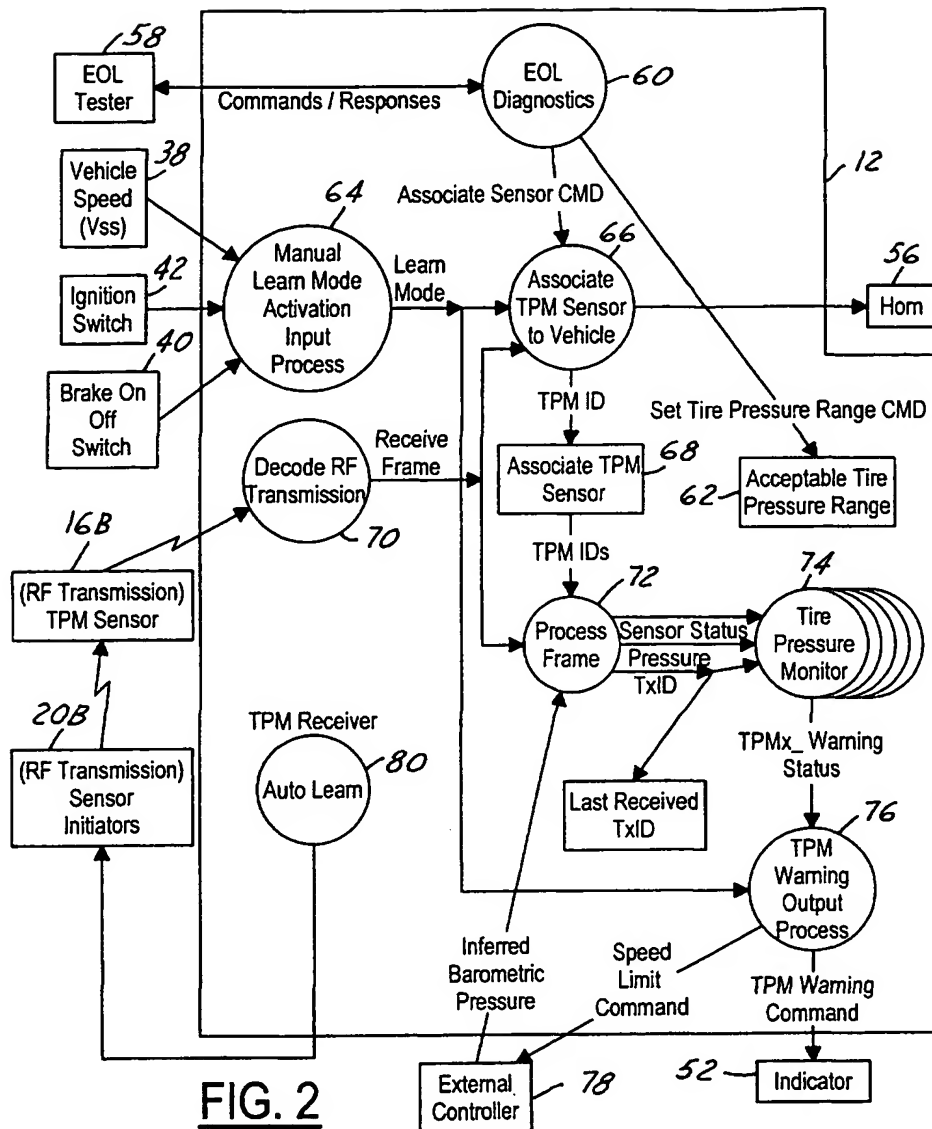 58
EOL
Tester
Commands / Responses
EOL
Diagnostics
60
Vehicle
Speed
(Vss)
38
12
Associate Sensor CMD
64
Manual
Learn Mode
Activation
Input
Process
Learn
Mode
66
Associate
TPM Sensor
to Vehicle
56
Horn
42
Ignition
Switch
40
Brake On
Off
Switch
TPM ID
Set Tire Pressure Range CMD
Decode RF
Transmission
70
Receive
Frame
Associate TPM
Sensor
68
62
Acceptable Tire
Pressure Range
16B
(RF Transmission)
TPM Sensor
TPM IDs
72
Process
Frame
Sensor Status
Pressure
TxID
74
Tire
Pressure
Monitor
20B
(RF Transmission)
Sensor
Initiators
TPM Receiver
Auto Learn
80
Last Received
TxID
TPMx_ Warning
Status
76
TPM
Warning
Output
Process
Inferred
Barometric
Pressure
Speed
Limit
Command
TPM Warning
Command
External
Controller
78
52
Indicator
FIG. 2